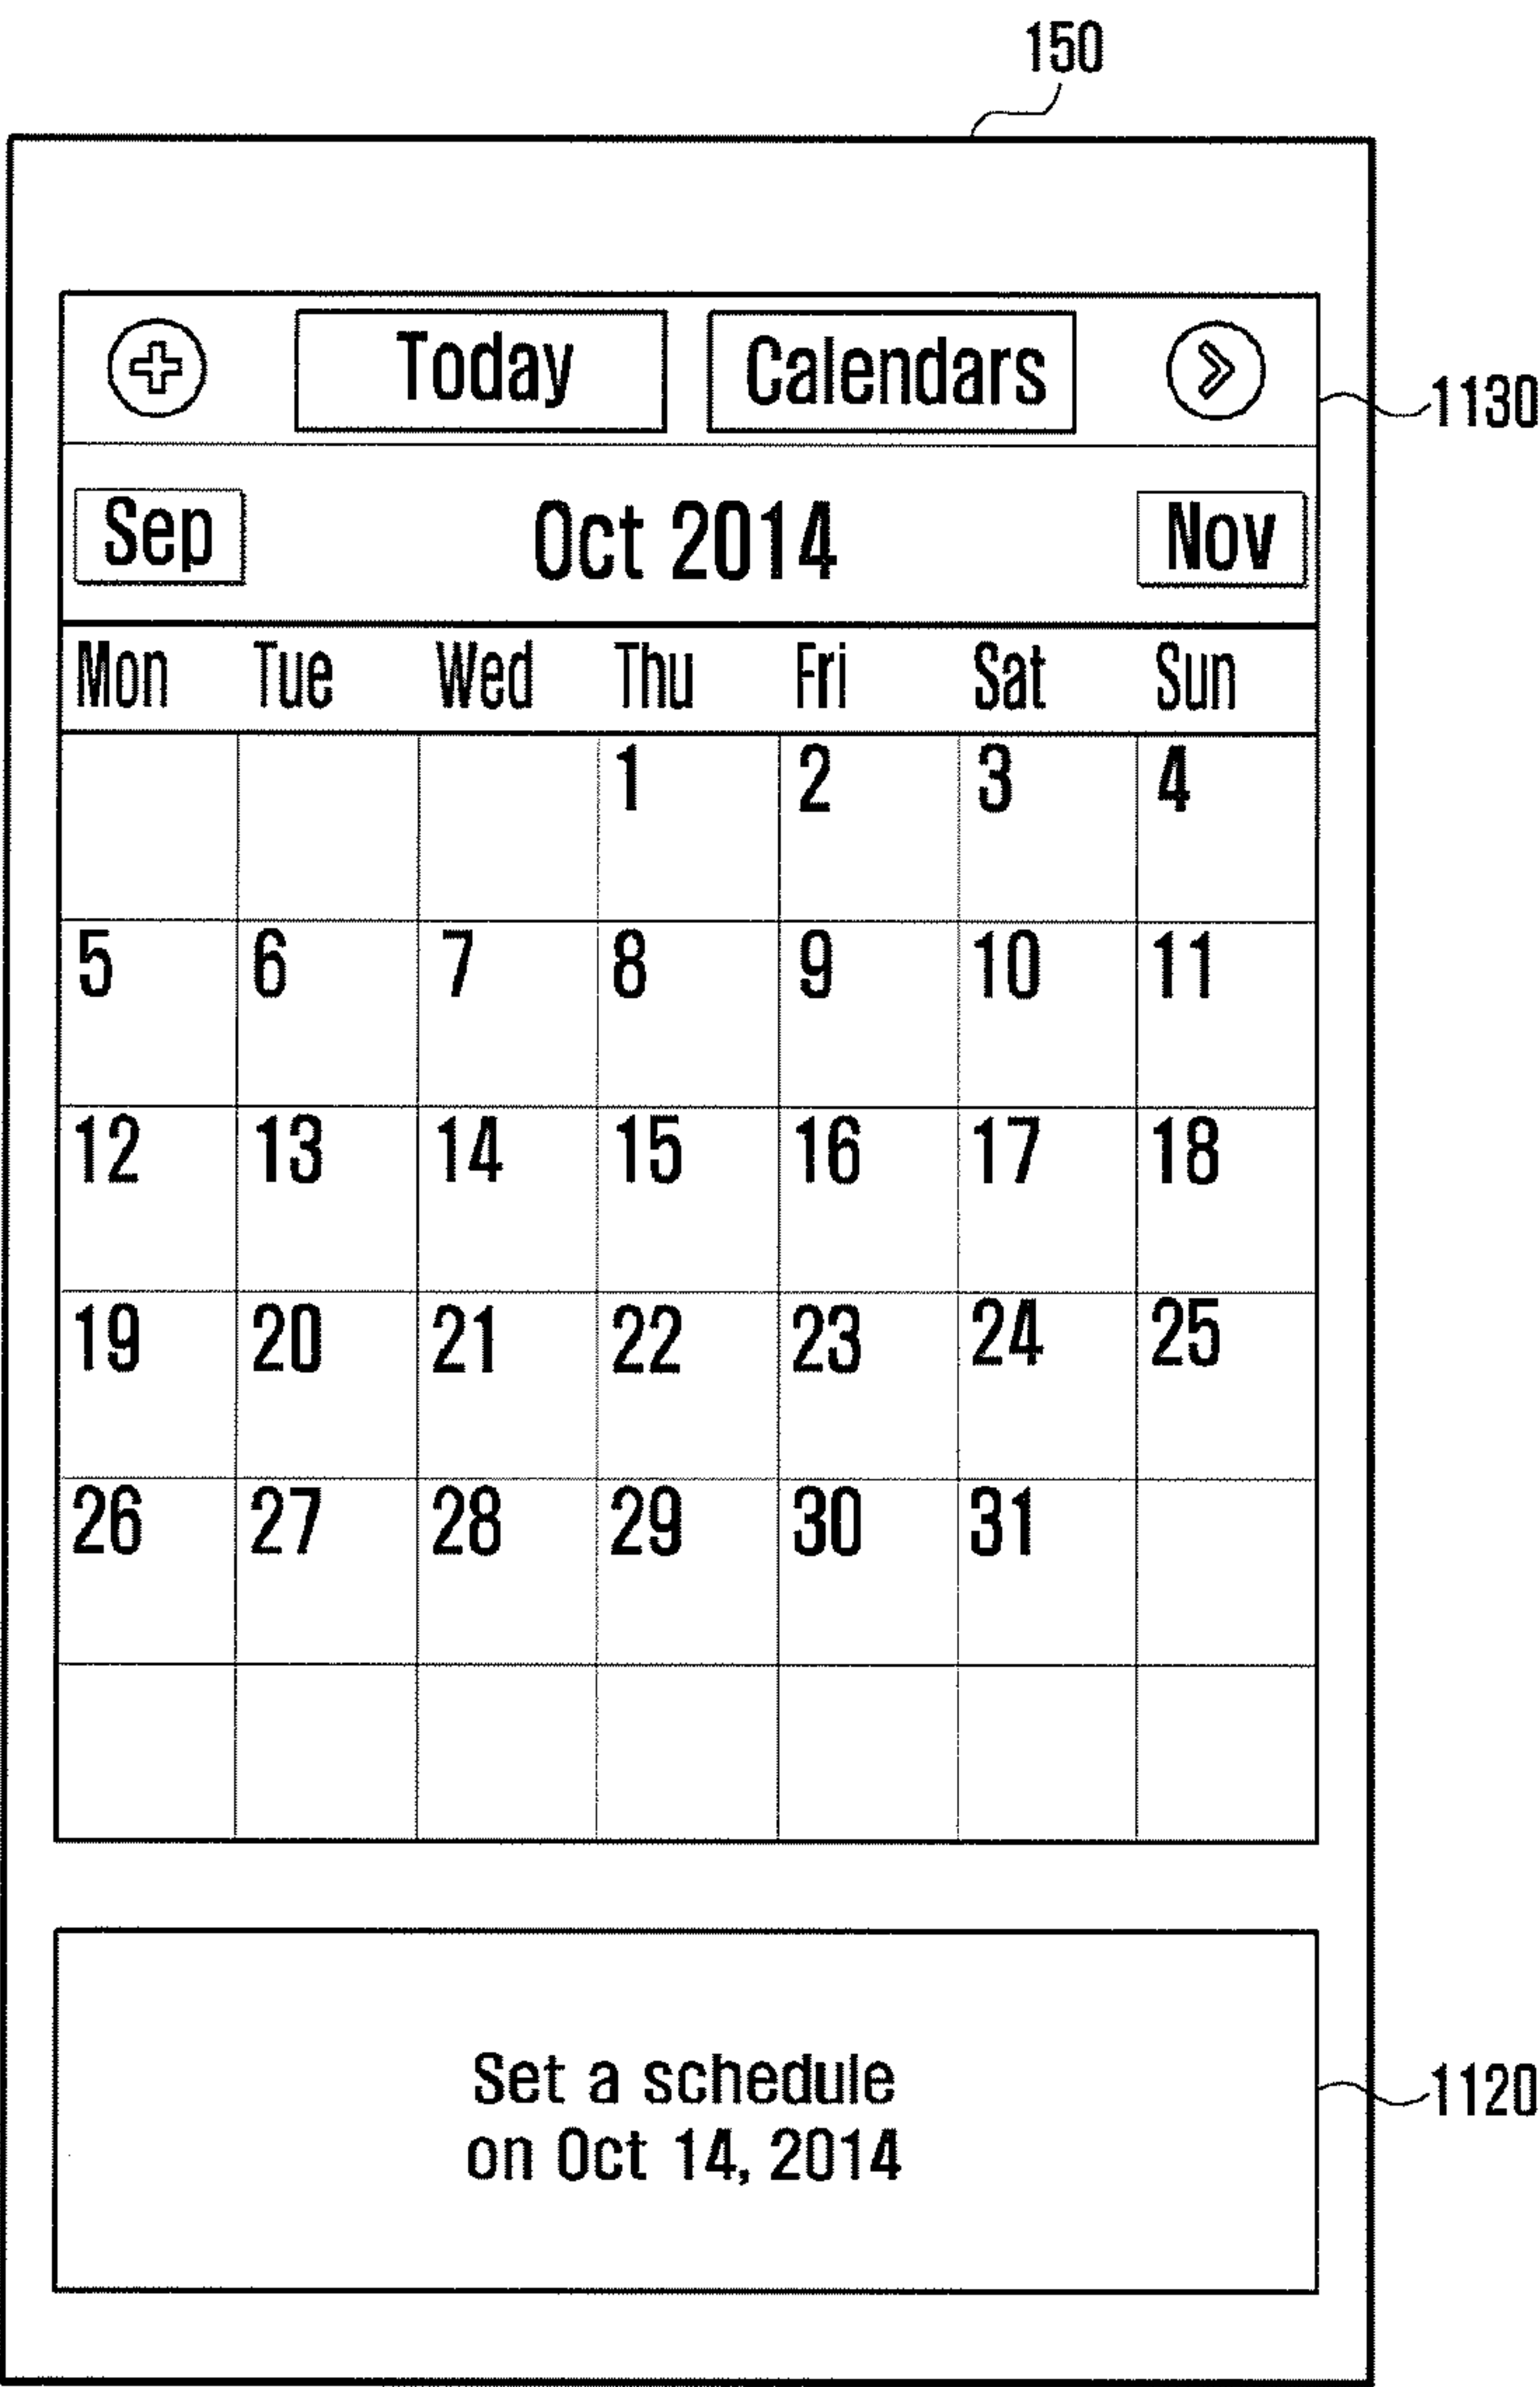 150
Today Calendars
1130
Sep Oct 2014 Nov
Mon Tue Wed Thu Fri Sat Sun
1 2 3 4
5 6 7 8 9 10 11
12 13 14 15 16 17 18
19 20 21 22 23 24 25
26 27 28 29 30 31
Set a schedule
1120
on Oct 14, 2014